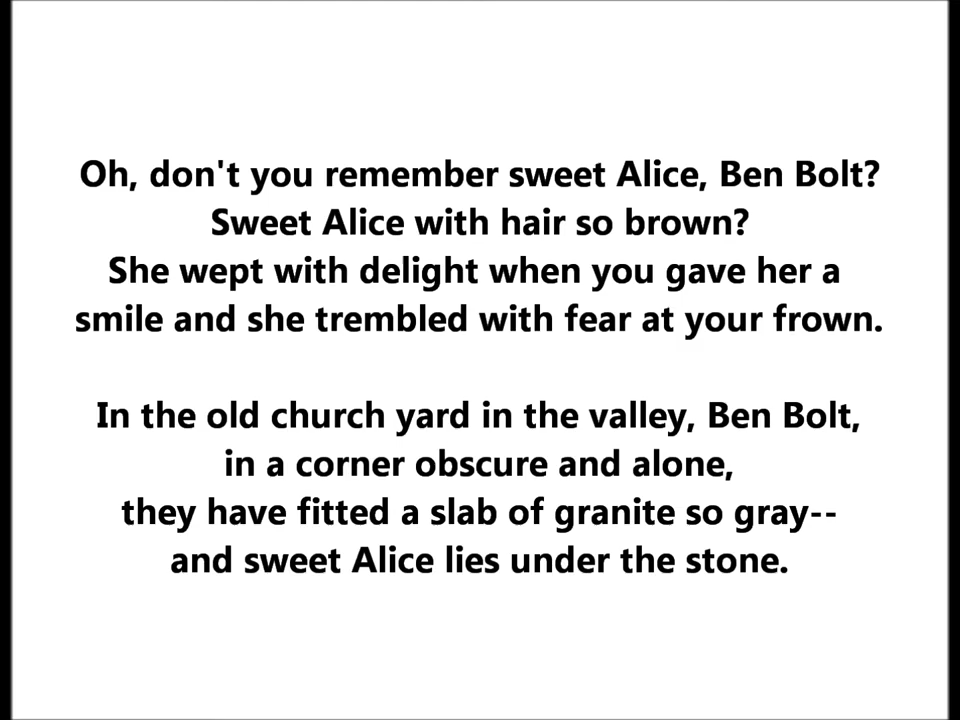 Oh, don't you remember sweet Alice, Ben Bolt?
Sweet Alice with hair so brown?
She wept with delight when you gave her a
smile and she trembled with fear at your frown.
In the old church yard in the valley, Ben Bolt,
in a corner obscure and alone,
they have fitted a slab of granite so gray--
and sweet Alice lies under the stone.